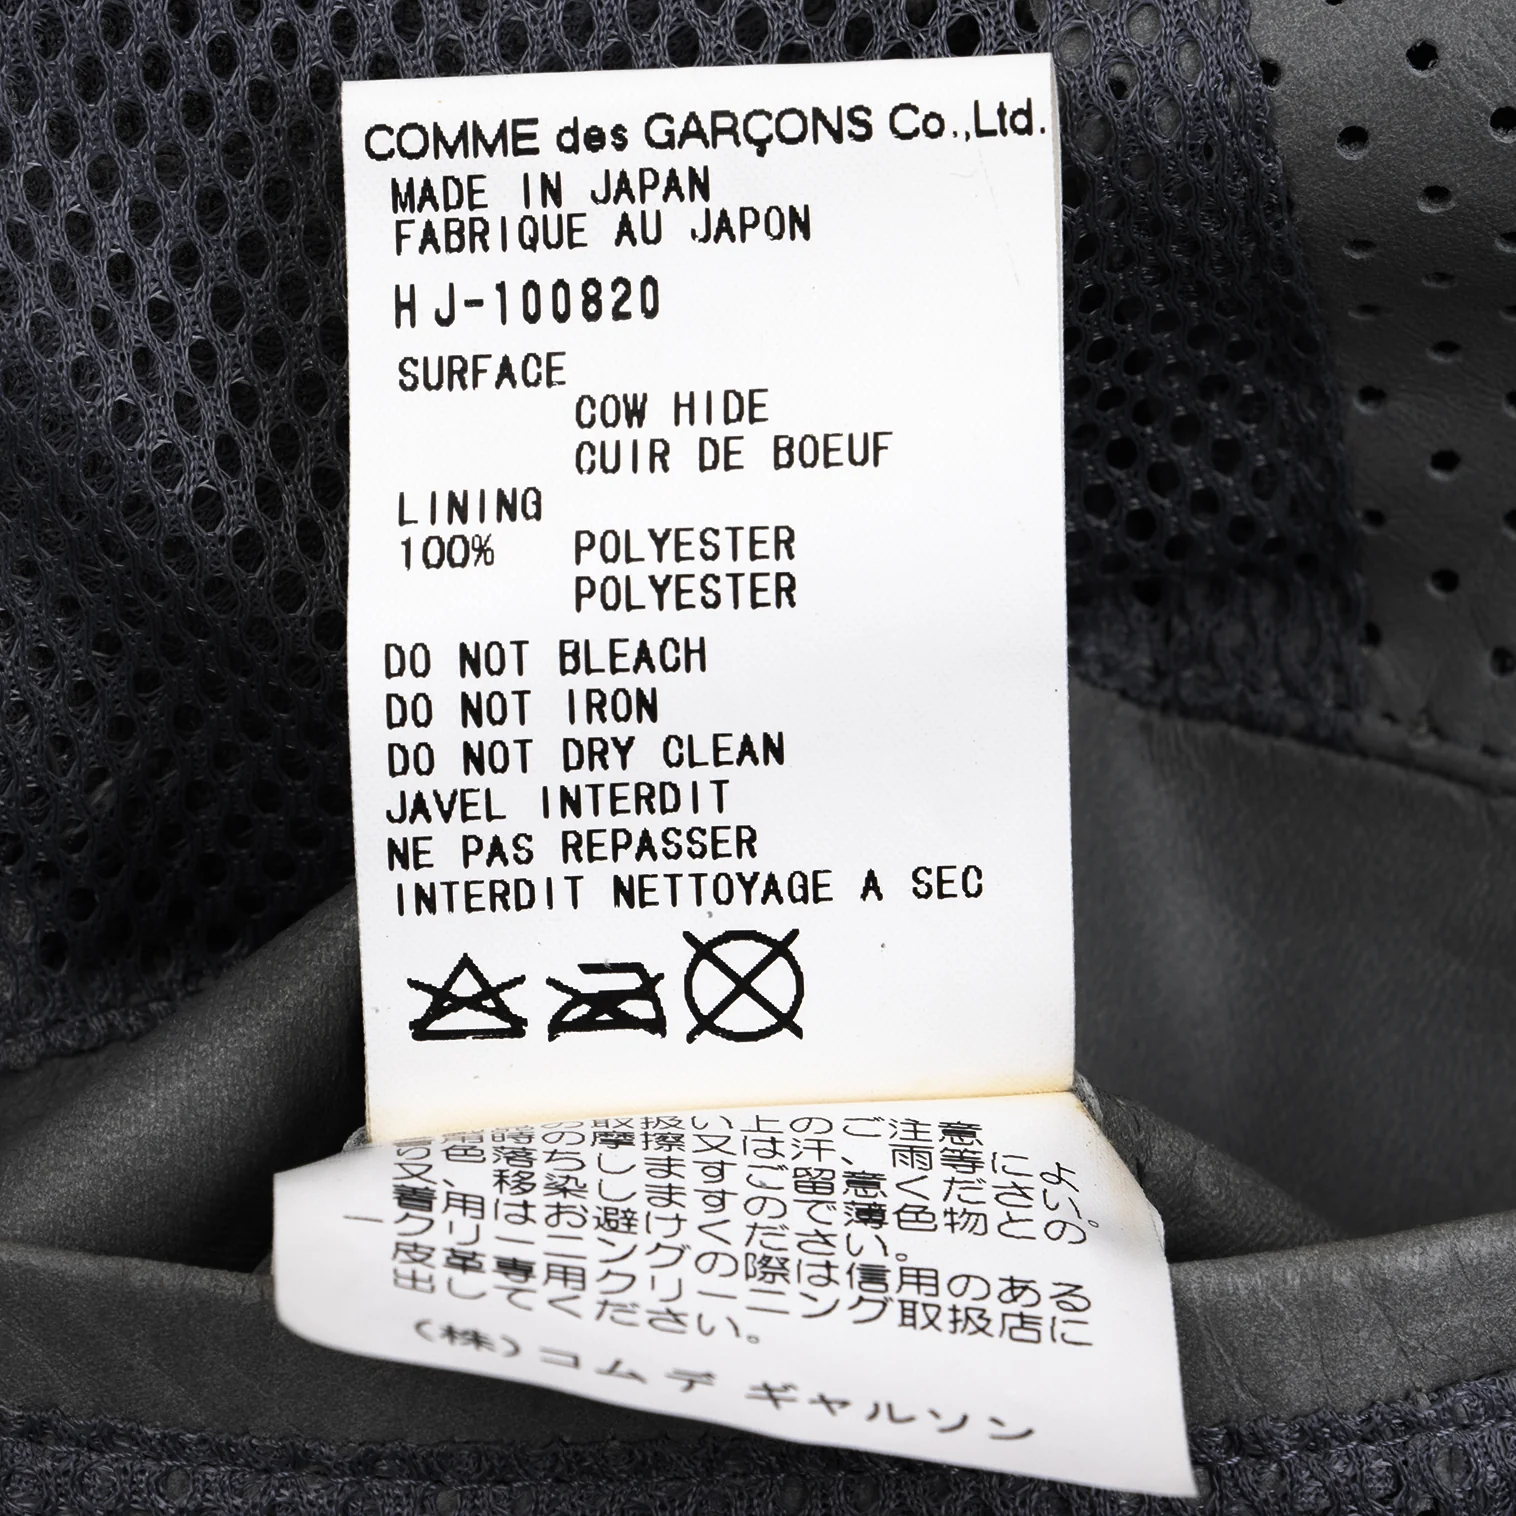 COMME des GARÇONS Co.,Ltd.
MADE IN JAPAN
FABRIQUE AU JAPON
HJ-100820
SURFACE
COW HIDE
CUIR DE BOEUF
LINING
100% POLYESTER
POLYESTER
DO NOT BLEACH
DO NOT IRON
DO NOT DRY CLEAN
JAVEL INTERDIT
NE PAS REPASSER
INTERDIT NETTOYAGE A SEC
取扱い上のご注意
時の摩擦又は汗、雨等に
色落ちしますご留意くださ
又、移染しますので薄色物との
着用はお避けください。
クリーニングの際は信用のある
皮革専用クリーニング取扱店に
出してください。
(株)コム デ ギャルソン